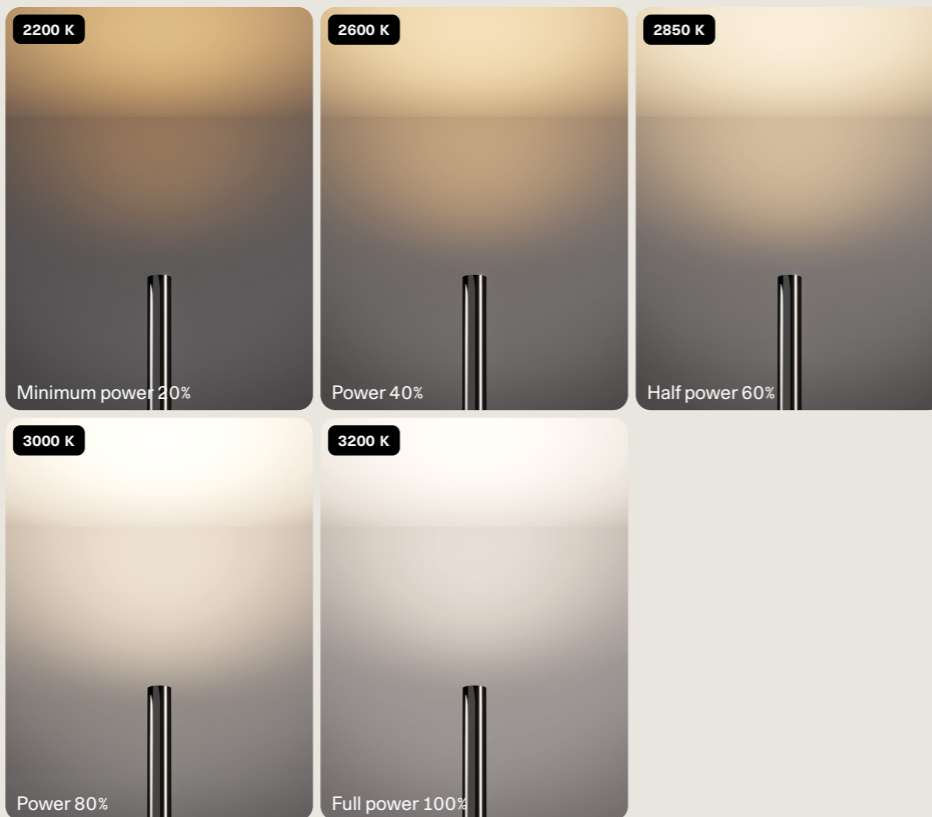 2200 K
2600 K
2850 K
Minimum power 20%
Power 40%
Half power 60%
3000 K
3200 K
Power 80%
Full power 100%